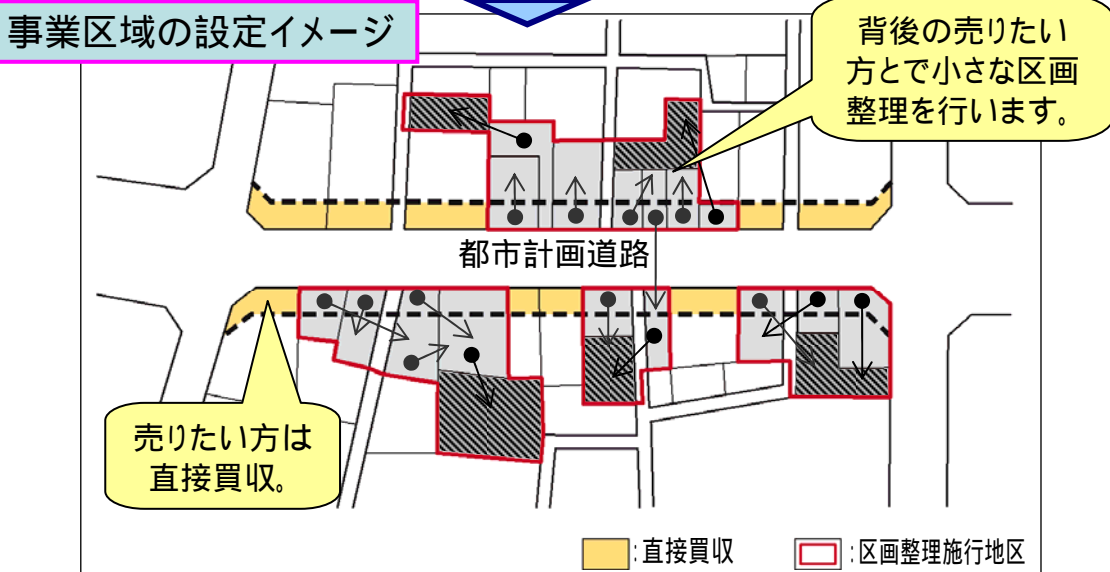 事業区域の設定イメージ
背後の売りたい
方とで小さな区画
整理を行います。
都市計画道路
売りたい方は
直接買収。
:直接買収
:区画整理施行地区